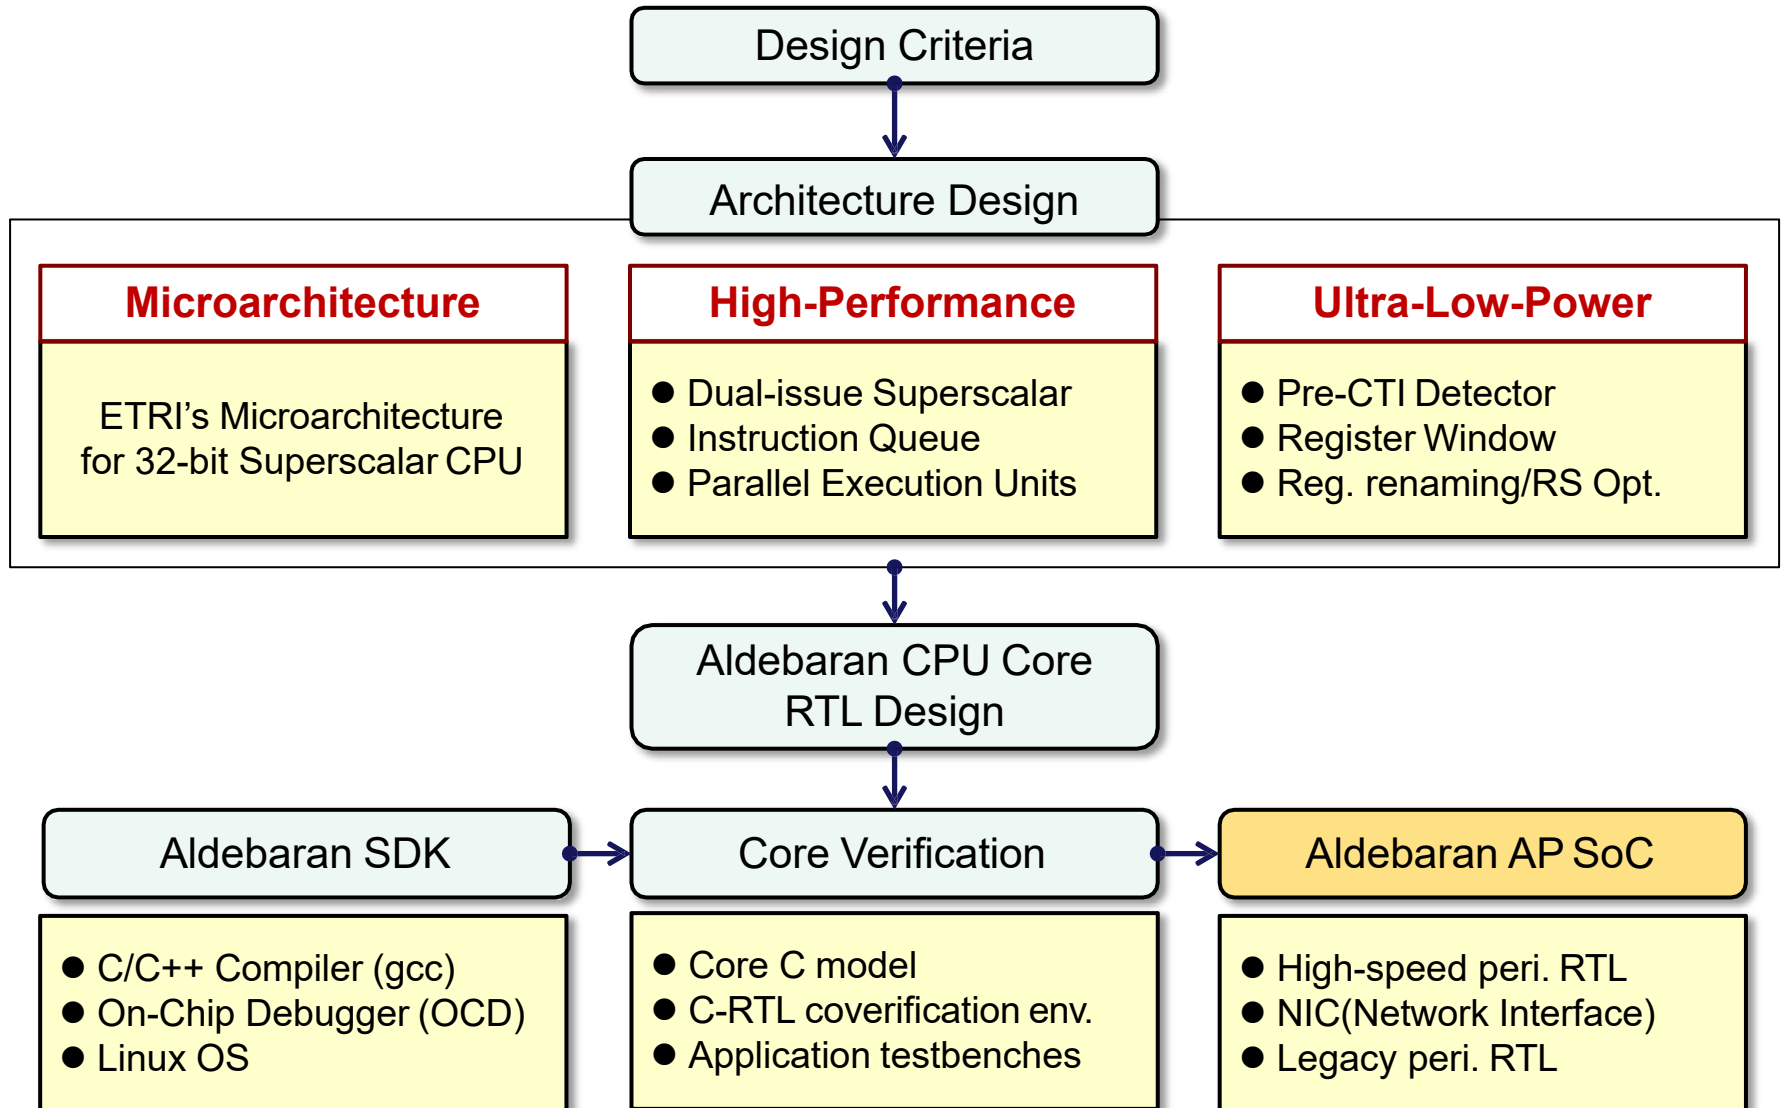 Design Criteria
Architecture Design
Microarchitecture
ETRI’s Microarchitecture
for 32-bit Superscalar CPU
High-Performance
● Dual-issue Superscalar
● Instruction Queue
● Parallel Execution Units
Ultra-Low-Power
● Pre-CTI Detector
● Register Window
● Reg. renaming/RS Opt.
Aldebaran CPU Core
RTL Design
Aldebaran SDK
● C/C++ Compiler (gcc)
● On-Chip Debugger (OCD)
● Linux OS
Core Verification
● Core C model
● C-RTL coverification env.
● Application testbenches
Aldebaran AP SoC
● High-speed peri. RTL
● NIC(Network Interface)
● Legacy peri. RTL